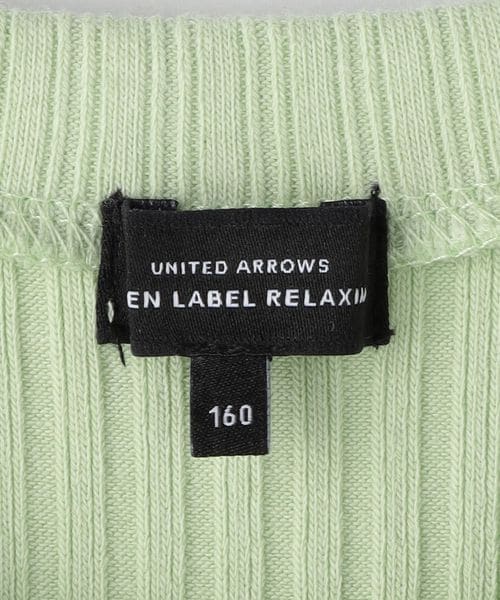 UNITED ARROWS
EN LABEL RELAXIN
160